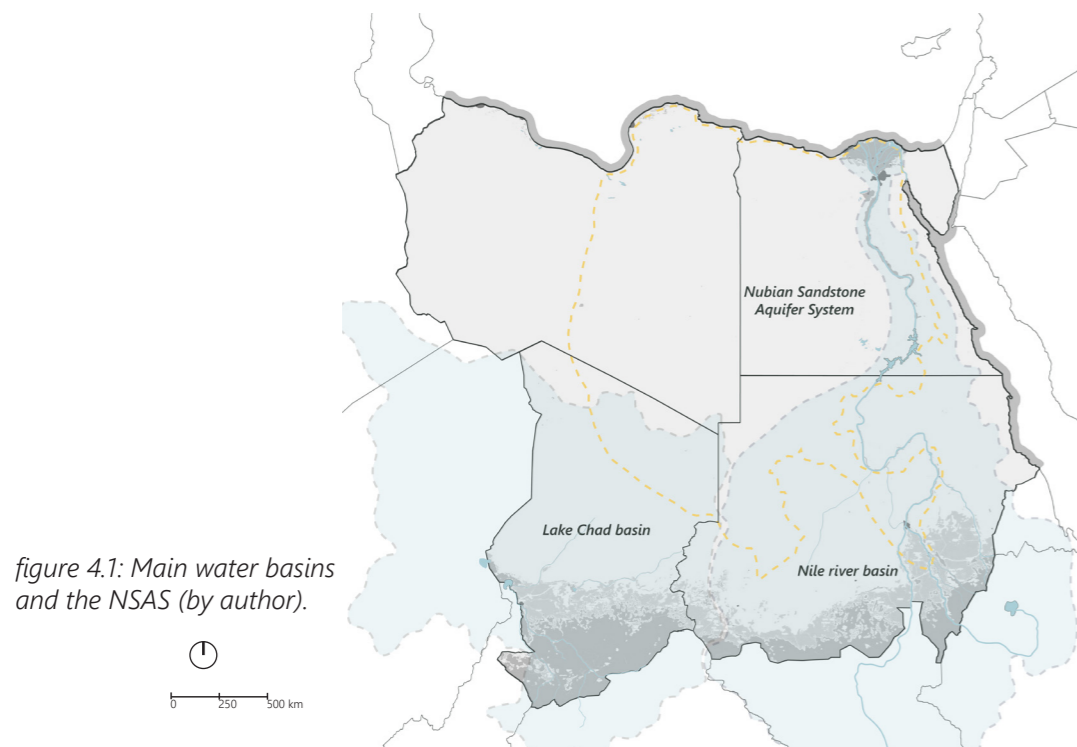 Nubian Sandstone
Aquifer System
Lake Chad basin
Nile river basin
figure 4.1: Main water basins
and the NSAS (by author).
0 250 500 km